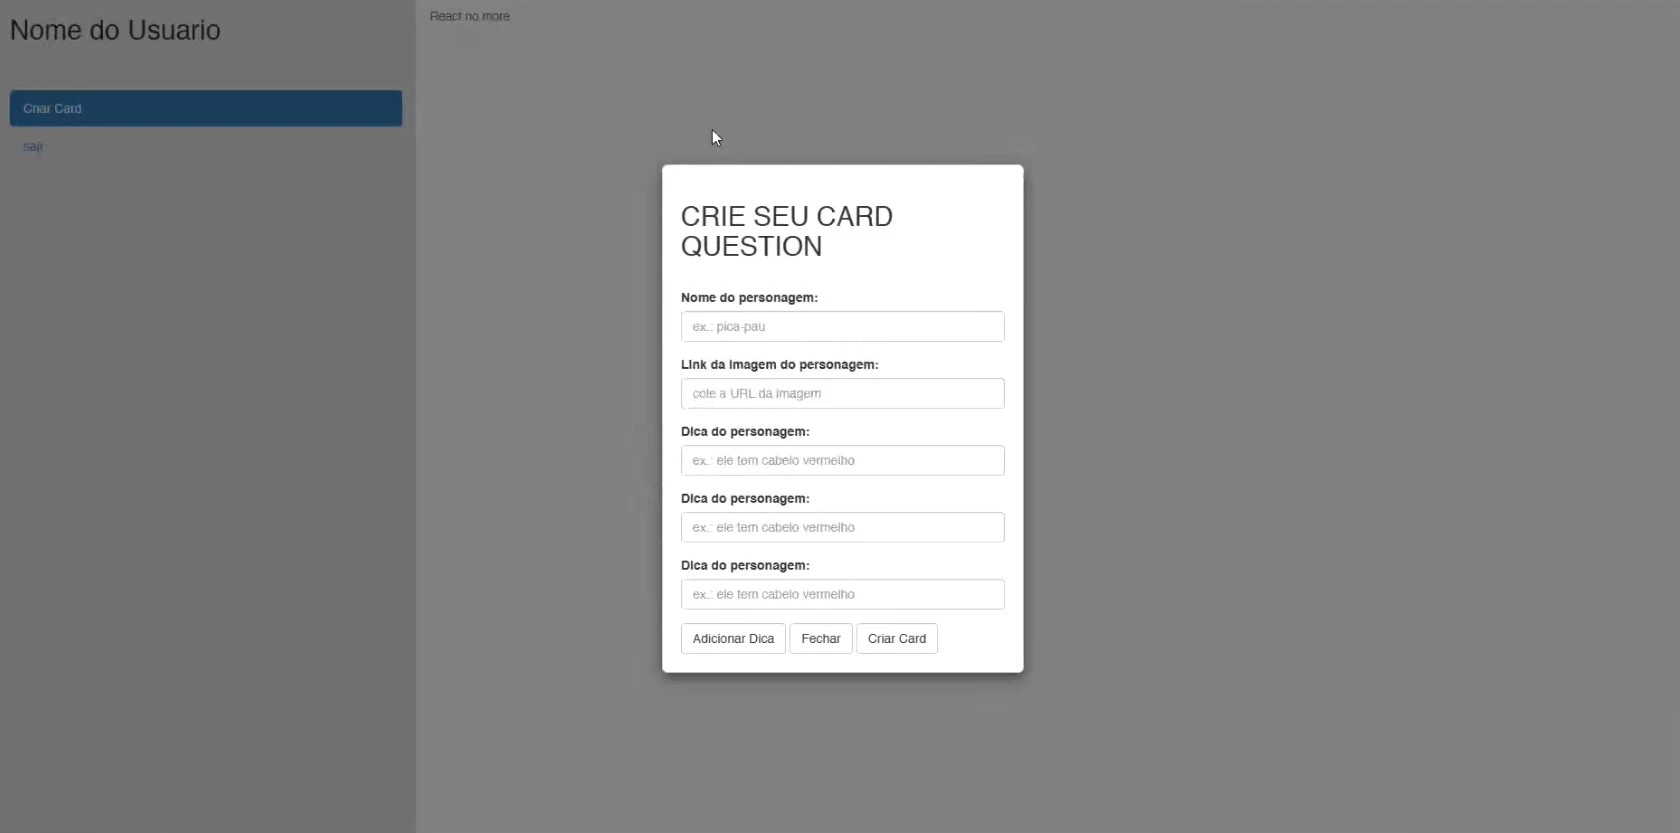 Nome do Usuario
React no more
Criar Card
sair
CRIE SEU CARD
QUESTION
Nome do personagem:
ex.: pica-pau
Link da imagem do personagem:
cole a URL da imagem
Dica do personagem:
ex.: ele tem cabelo vermelho
Dica do personagem:
ex.: ele tem cabelo vermelho
Dica do personagem:
ex.: ele tem cabelo vermelho
Adicionar Dica Fechar Criar Card